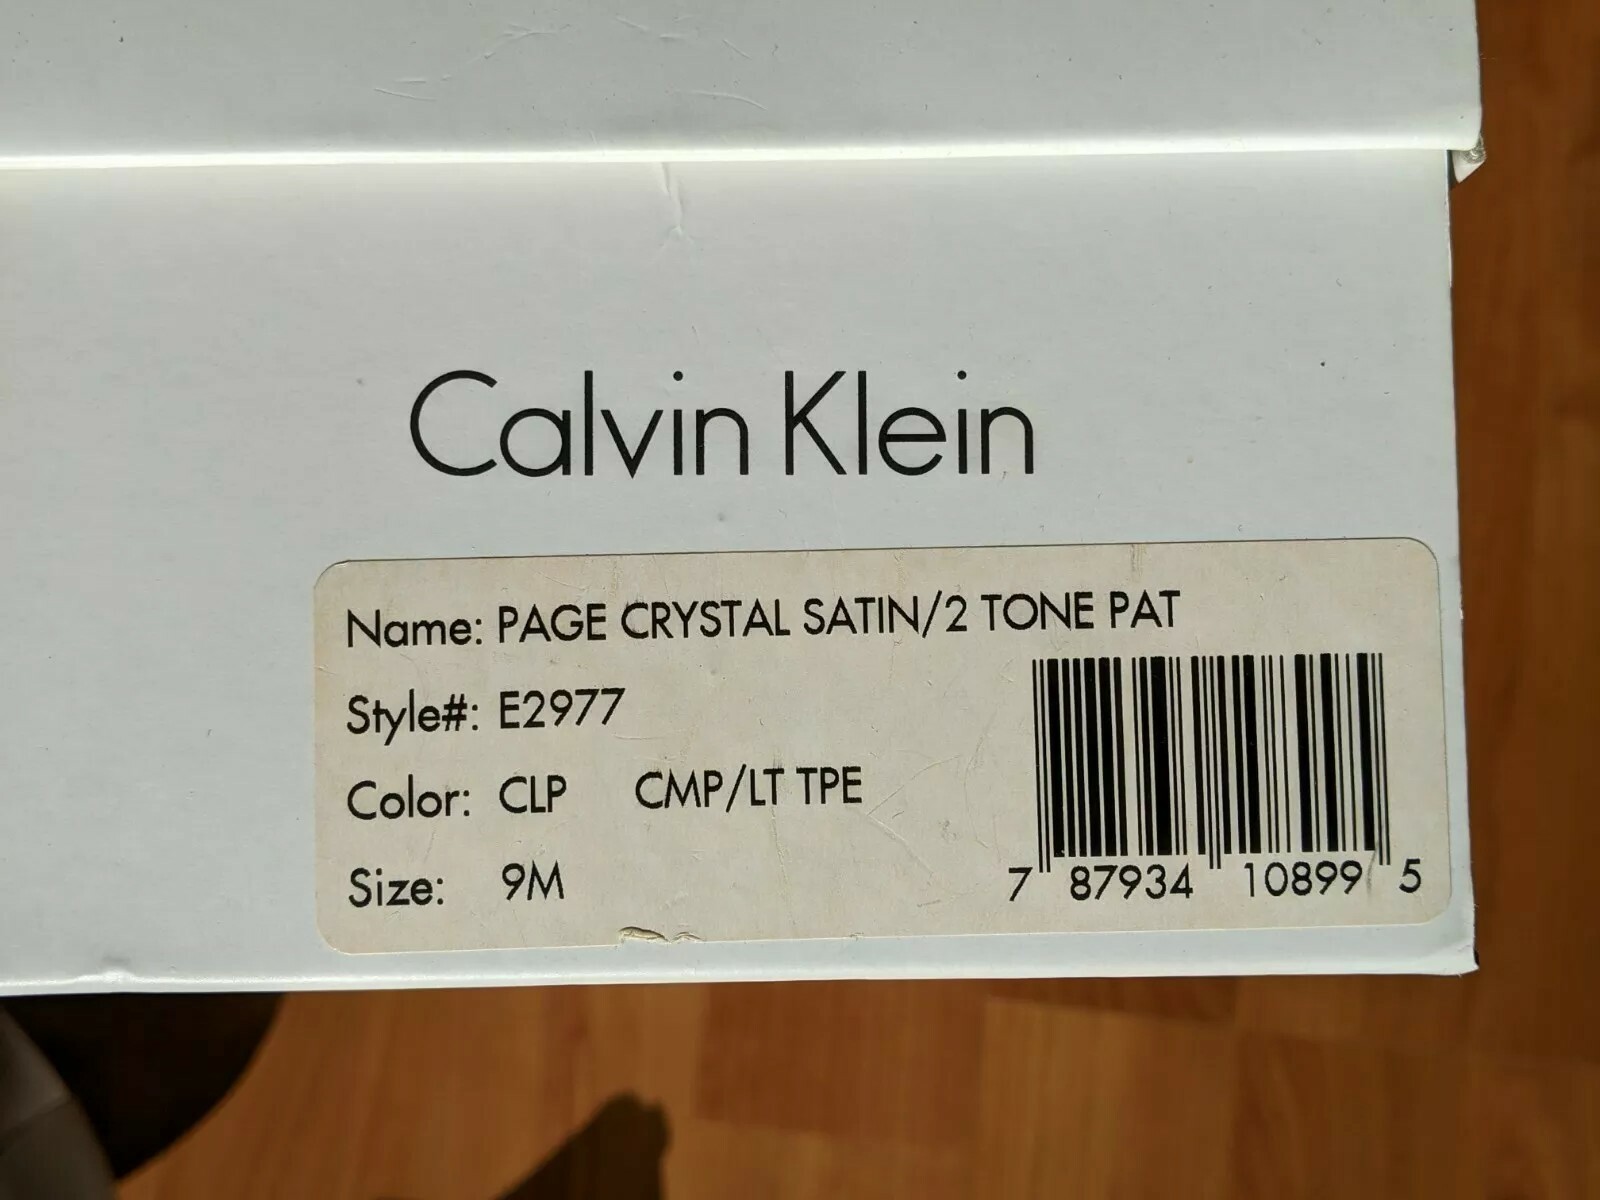 Calvin Klein
Name: PAGE CRYSTAL SATIN/2 TONE PAT
Style#: E2977
Color: CLP CMP/LT TPE
Size: 9M
7 87934 10899 5